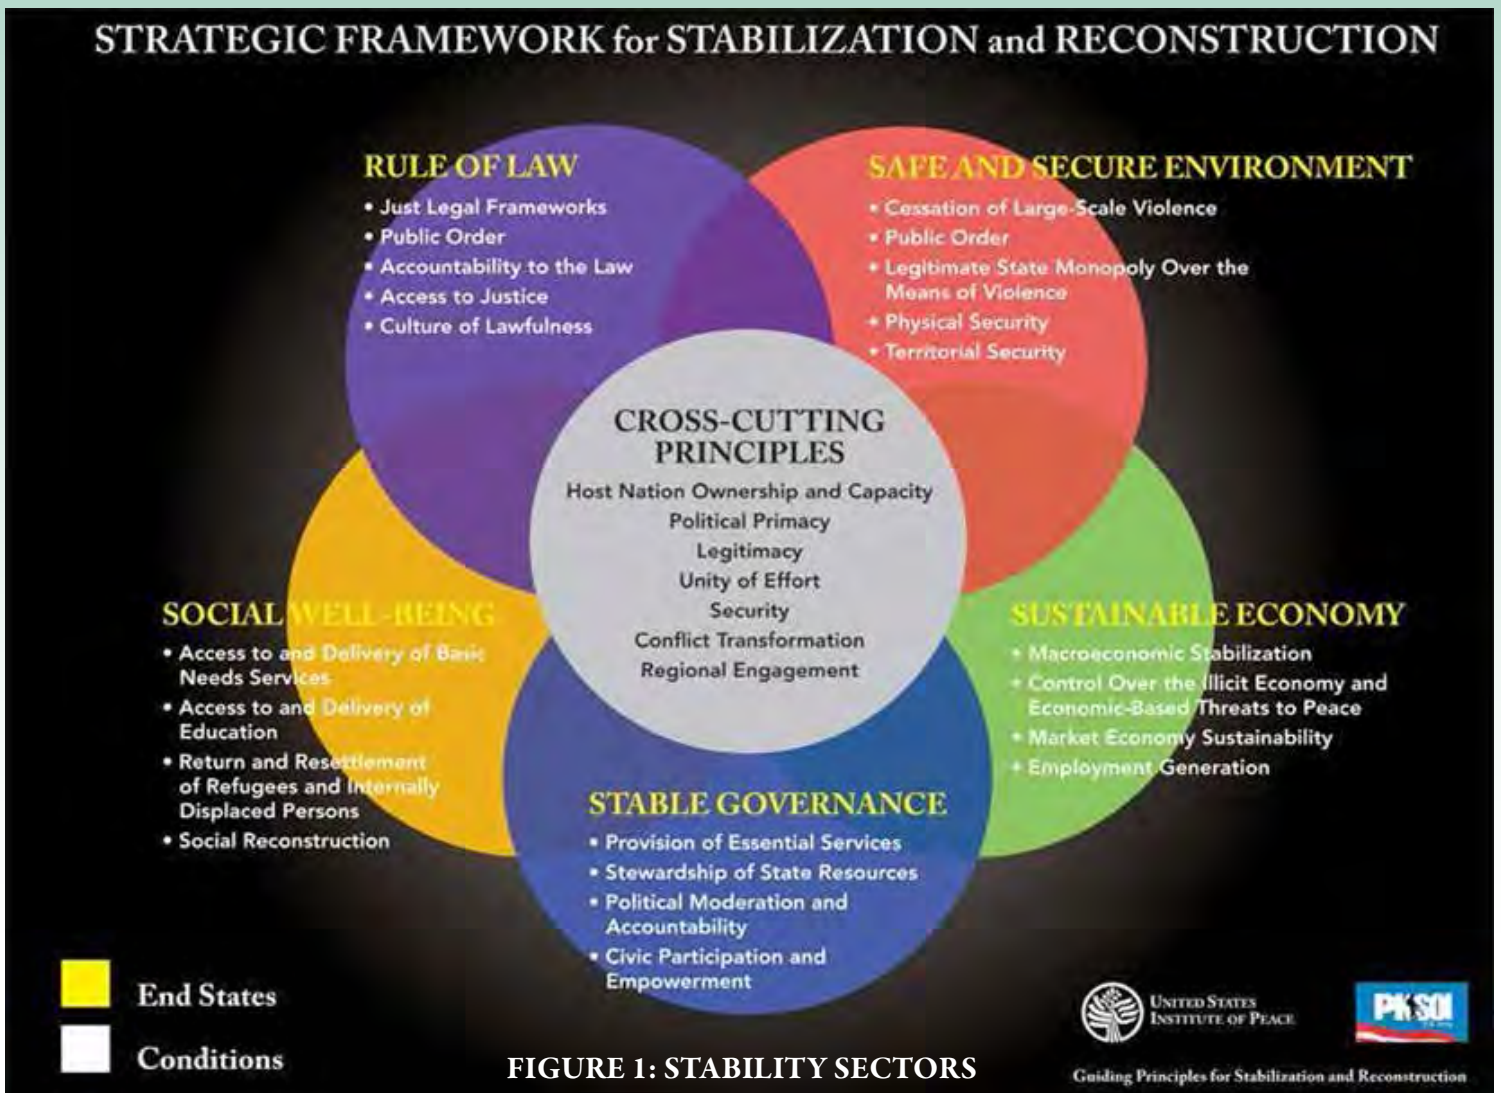 STRATEGIC FRAMEWORK for STABILIZATION and RECONSTRUCTION
RULE OF LAW
• Just Legal Frameworks
• Public Order
• Accountability to the Law
• Access to Justice
• Culture of Lawfulness
SAFE AND SECURE ENVIRONMENT
• Cessation of Large-Scale Violence
• Public Order
• Legitimate State Monopoly Over the
Means of Violence
• Physical Security
• Territorial Security
CROSS-CUTTING
PRINCIPLES
Host Nation Ownership and Capacity
Political Primacy
Legitimacy
Unity of Effort
Security
Conflict Transformation
Regional Engagement
SOCIAL WELL-BEING
• Access to and Delivery of Basic
Needs Services
• Access to and Delivery of
Education
• Return and Resettlement
of Refugees and Internally
Displaced Persons
• Social Reconstruction
SUSTAINABLE ECONOMY
• Macroeconomic Stabilization
• Control Over the Illicit Economy and
Economic-Based Threats to Peace
• Market Economy Sustainability
• Employment Generation
STABLE GOVERNANCE
• Provision of Essential Services
• Stewardship of State Resources
• Political Moderation and
Accountability
• Civic Participation and
Empowerment
End States
Conditions
FIGURE 1: STABILITY SECTORS
UNITED STATES
INSTITUTE OF PEACE
PKSOI
Guiding Principles for Stabilization and Reconstruction